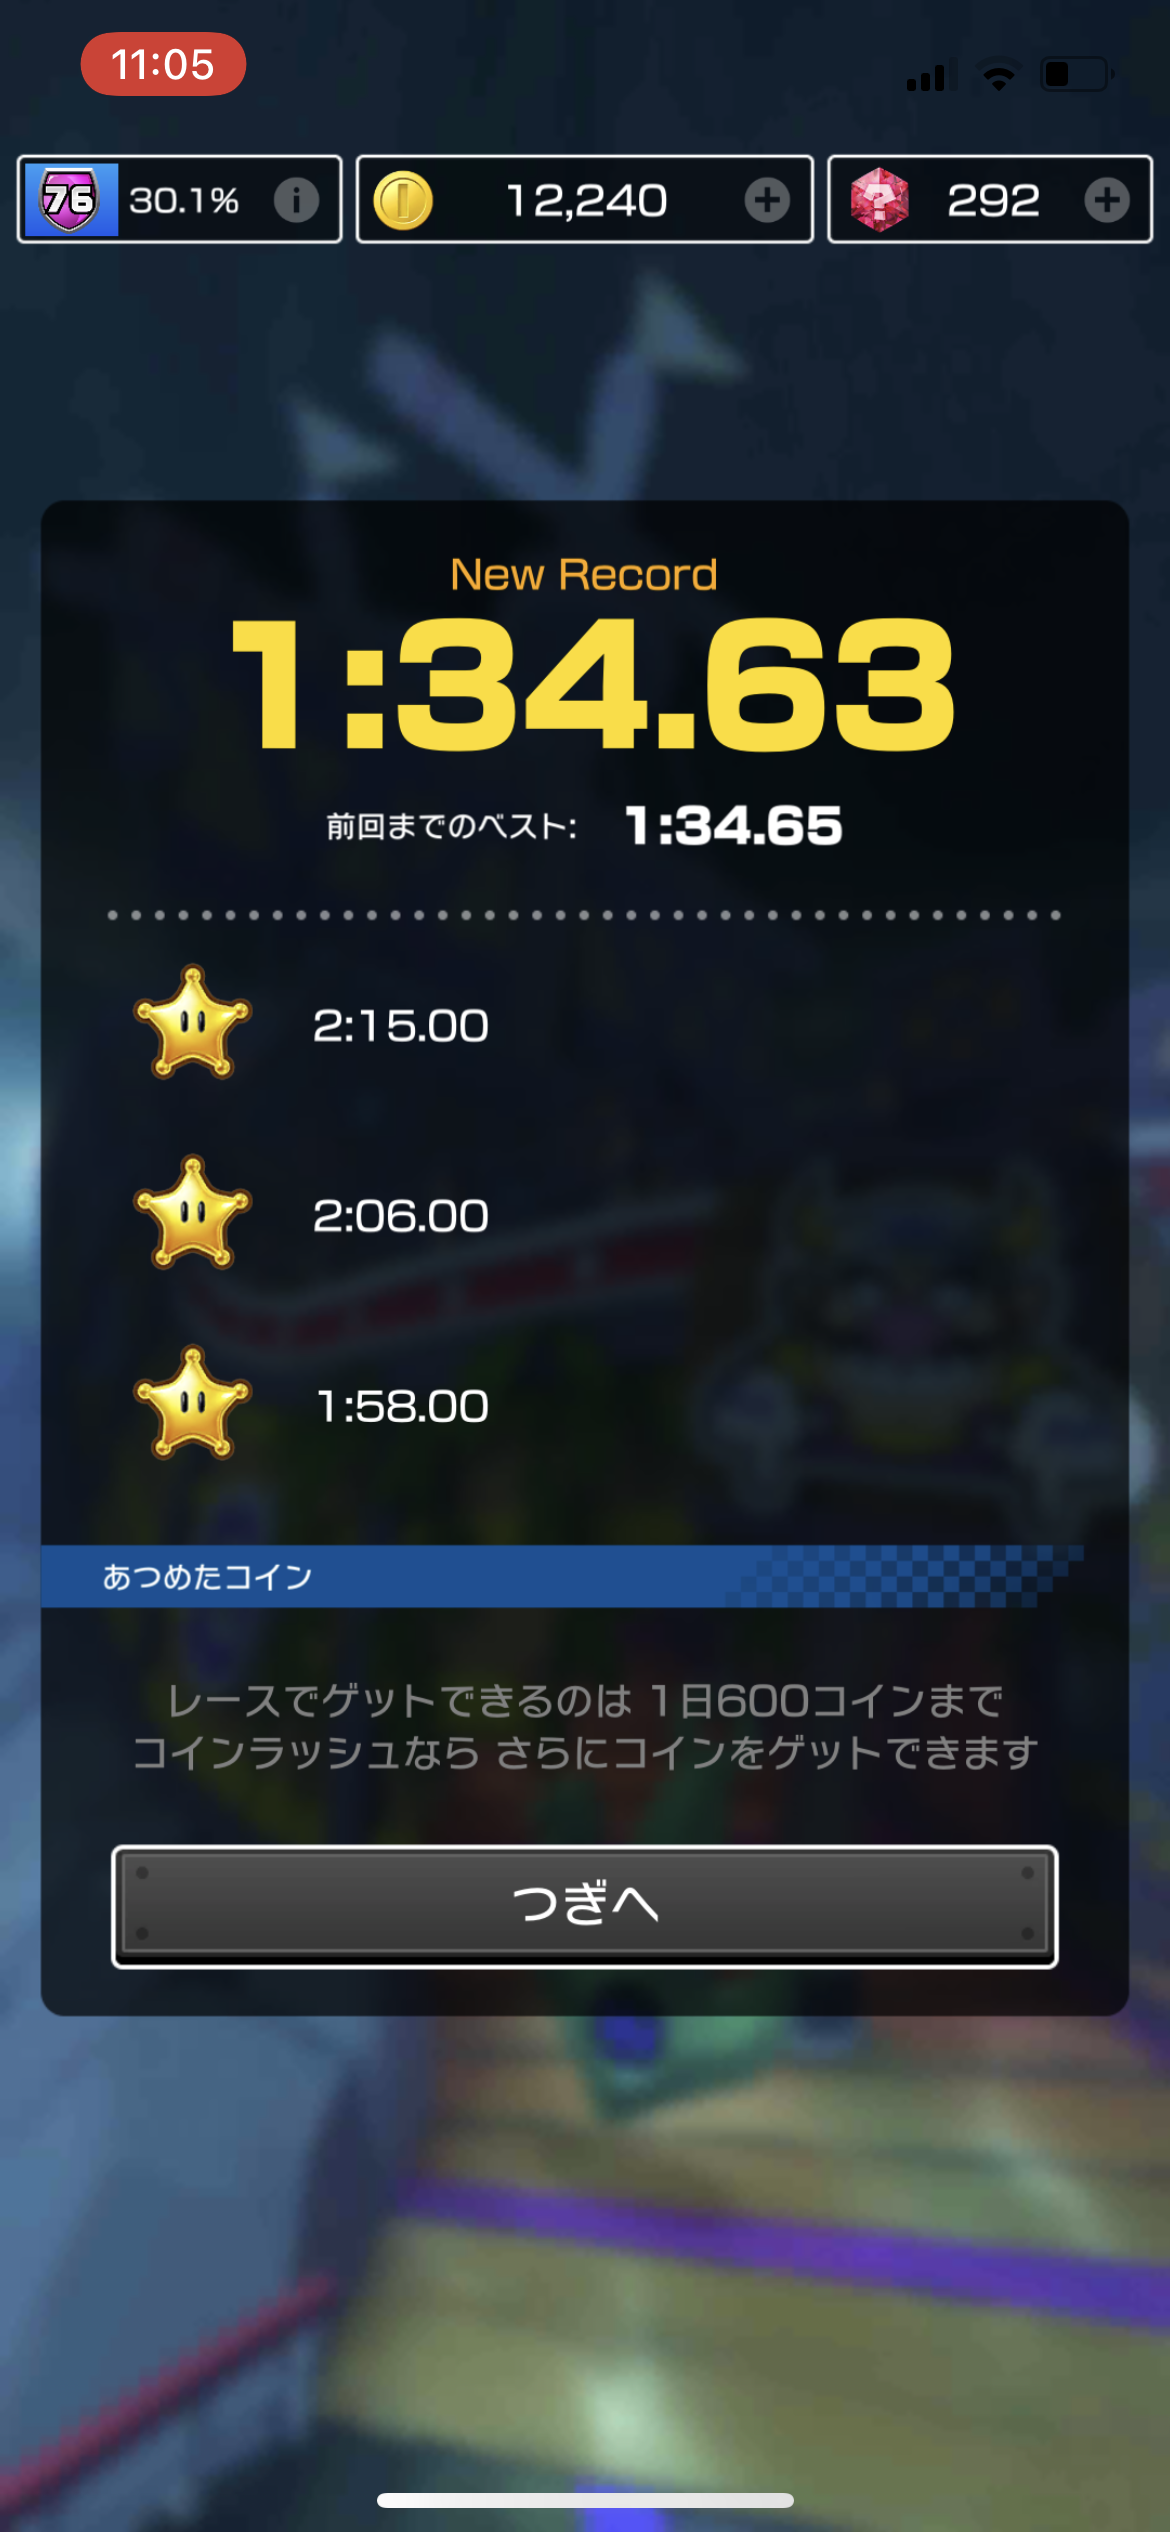 11:05
76 30.1% i 12,240 + ? 292 +
New Record
1:34.63
前回までのベスト: 1:34.65
2:15.00
2:06.00
1:58.00
あつめたコイン
レースでゲットできるのは 1日600コインまで
コインラッシュなら さらにコインをゲットできます
つぎへ